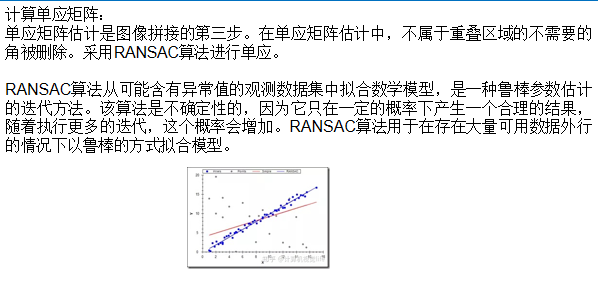 计算单应矩阵：
单应矩阵估计是图像拼接的第三步。在单应矩阵估计中，不属于重叠区域的不需要的
角被删除。采用RANSAC算法进行单应。
RANSAC算法从可能含有异常值的观测数据集中拟合数学模型，是一种鲁棒参数估计
的迭代方法。该算法是不确定性的，因为它只在一定的概率下产生一个合理的结果，
随着执行更多的迭代，这个概率会增加。RANSAC算法用于在存在大量可用数据外行
的情况下以鲁棒的方式拟合模型。